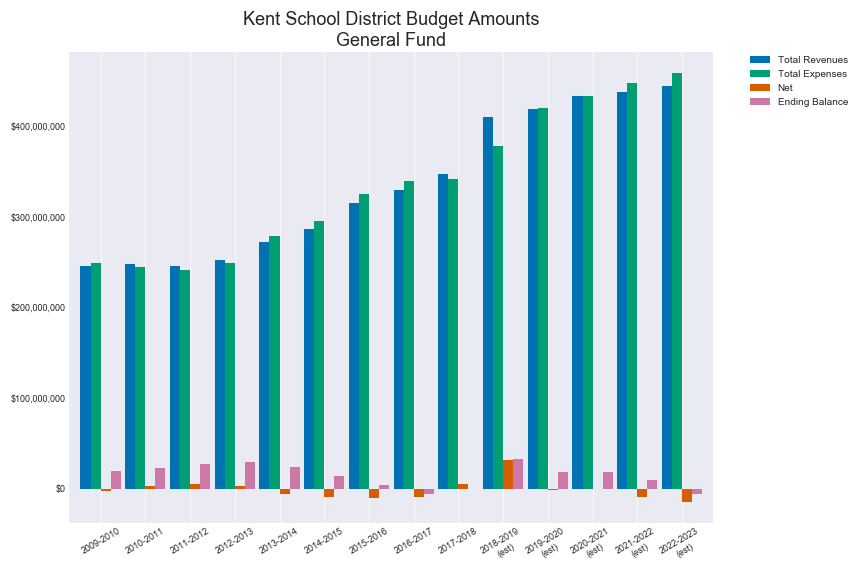 Kent School District Budget Amounts
General Fund
Total Revenues
Total Expenses
Net
Ending Balance
$400,000,000
$300,000,000
$200,000,000
$100,000,000
$0
2009-2010
2010-2011
2011-2012
2012-2013
2013-2014
2014-2015
2015-2016
2016-2017
2017-2018
2018-2019
(est)
2019-2020
(est)
2020-2021
(est)
2021-2022
(est)
2022-2023
(est)